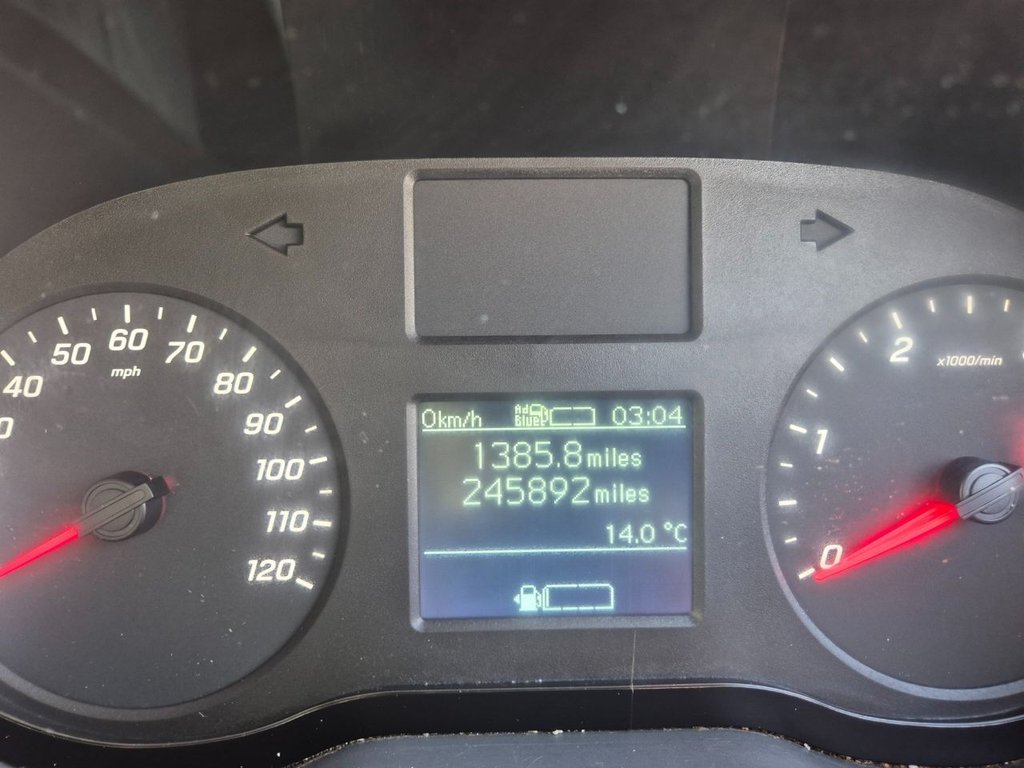 40 50 60 70 80 90 100 110 120
mph
0 1 2
x1000/min
0km/h Ad Blue 03:04
1385.8 miles
245892 miles
14.0 °C